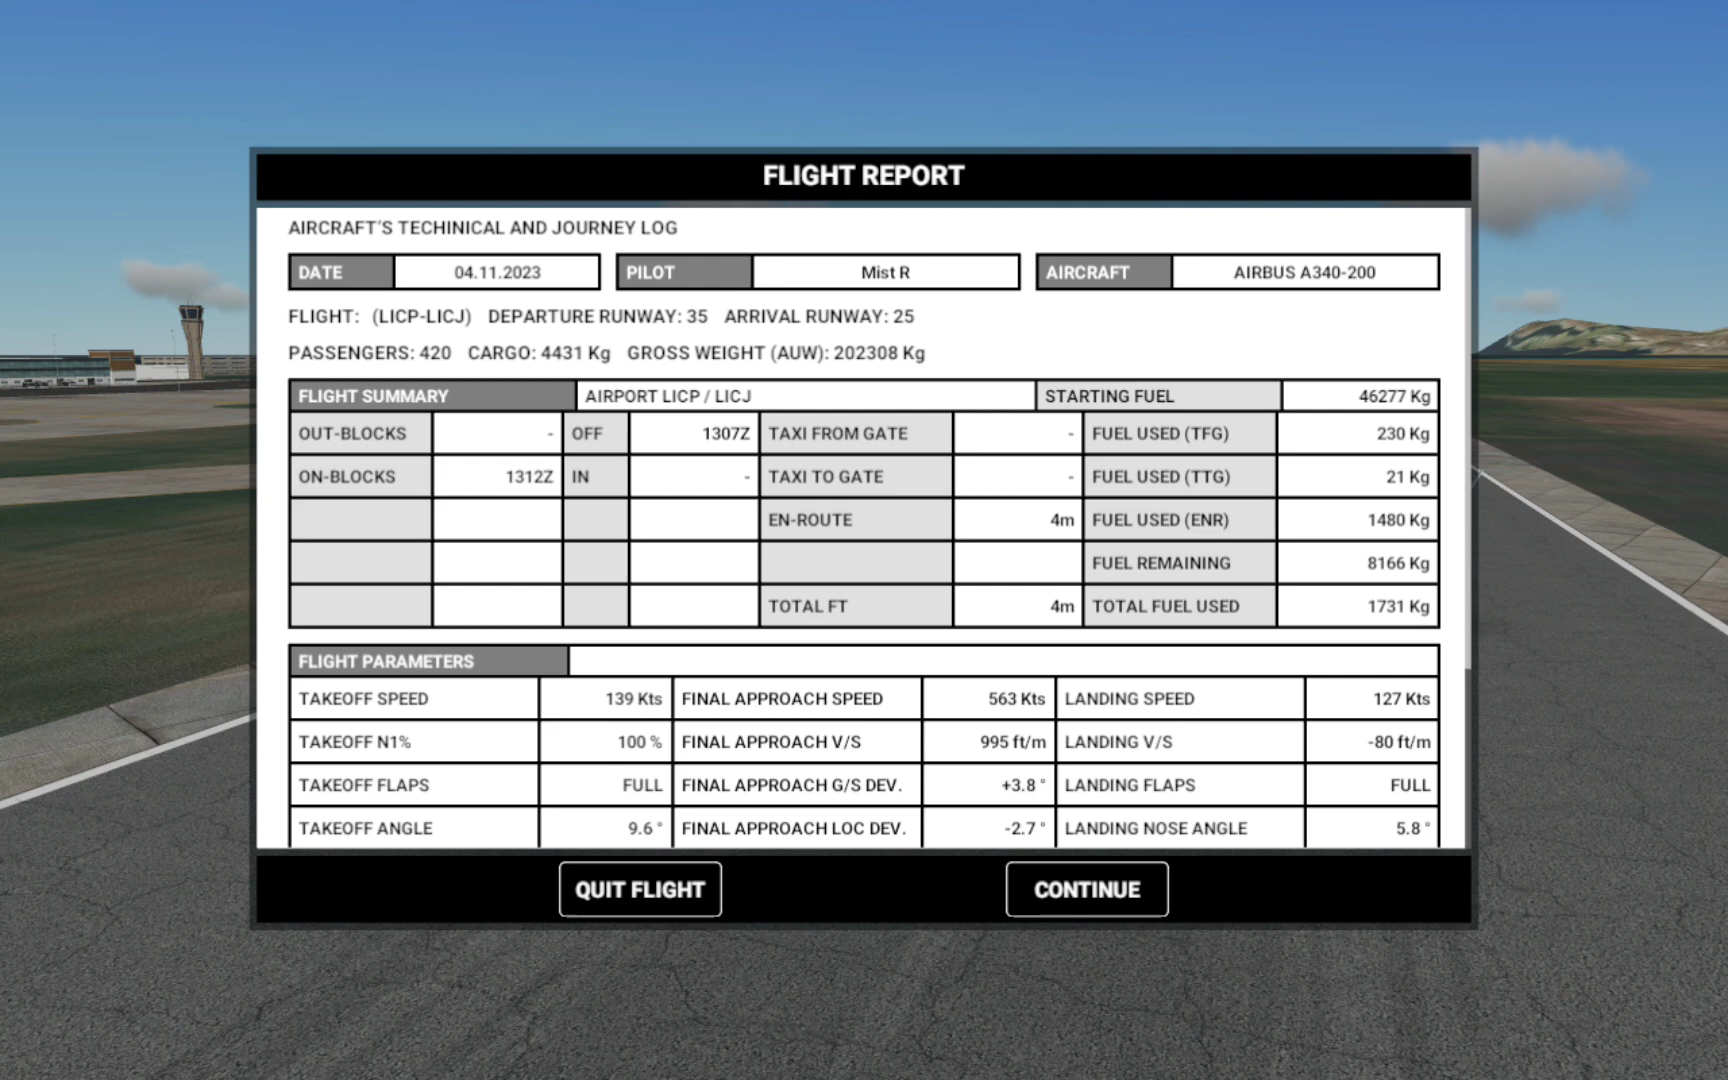 FLIGHT REPORT
AIRCRAFT'S TECHINICAL AND JOURNEY LOG
DATE 04.11.2023 PILOT Mist R AIRCRAFT AIRBUS A340-200
FLIGHT: (LICP-LICJ) DEPARTURE RUNWAY: 35 ARRIVAL RUNWAY: 25
PASSENGERS: 420 CARGO: 4431 Kg GROSS WEIGHT (AUW): 202308 Kg
FLIGHT SUMMARY AIRPORT LICP / LICJ STARTING FUEL 46277 Kg
OUT-BLOCKS - OFF 1307Z TAXI FROM GATE - FUEL USED (TFG) 230 Kg
ON-BLOCKS 1312Z IN - TAXI TO GATE - FUEL USED (TTG) 21 Kg
EN-ROUTE 4m FUEL USED (ENR) 1480 Kg
FUEL REMAINING 8166 Kg
TOTAL FT 4m TOTAL FUEL USED 1731 Kg
FLIGHT PARAMETERS
TAKEOFF SPEED 139 Kts FINAL APPROACH SPEED 563 Kts LANDING SPEED 127 Kts
TAKEOFF N1% 100 % FINAL APPROACH V/S 995 ft/m LANDING V/S -80 ft/m
TAKEOFF FLAPS FULL FINAL APPROACH G/S DEV. +3.8 ° LANDING FLAPS FULL
TAKEOFF ANGLE 9.6 ° FINAL APPROACH LOC DEV. -2.7 ° LANDING NOSE ANGLE 5.8 °
QUIT FLIGHT CONTINUE